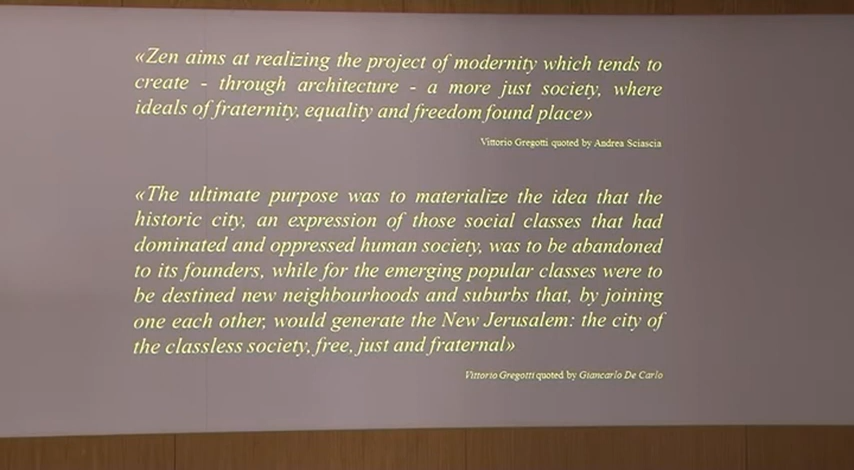 «Zen aims at realizing the project of modernity which tends to
create - through architecture - a more just society, where
ideals of fraternity, equality and freedom found place»
Vittorio Gregotti quoted by Andrea Sciascia
«The ultimate purpose was to materialize the idea that the
historic city, an expression of those social classes that had
dominated and oppressed human society, was to be abandoned
to its founders, while for the emerging popular classes were to
be destined new neighbourhoods and suburbs that, by joining
one each other, would generate the New Jerusalem: the city of
the classless society, free, just and fraternal»
Vittorio Gregotti quoted by Giancarlo De Carlo